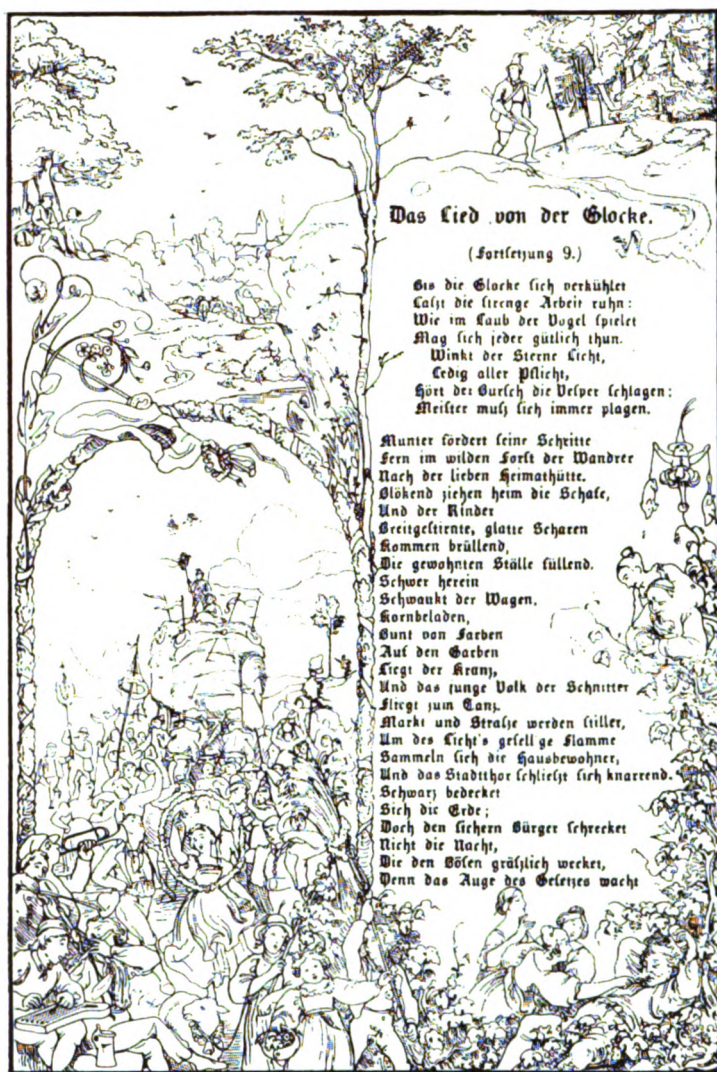 Das Lied von der Glocke.
(Fortsetzung 9.)
Bis die Glocke sich verkühlet
Laßt die strenge Arbeit ruhn:
Wie im Laub der Vogel spielet
Mag sich jeder gütlich thun.
Winkt der Sterne Licht,
Ledig aller Pflicht,
Hört der Bursch die Vesper schlagen;
Meister muß sich immer plagen.
Munter fördert seine Schritte
Fern im wilden Forst der Wandrer
Nach der lieben Heimathütte.
Blökend ziehen heim die Schafe,
Und der Rinder
Breitgestirnte, glatte Scharen
Kommen brüllend,
Die gewohnten Ställe füllend.
Schwer herein
Schwankt der Wagen,
Kornbeladen,
Bunt von Farben
Auf den Garben
Liegt der Kranz,
Und das junge Volk der Schnitter
Fliegt zum Tanz.
Markt und Straße werden stiller,
Um des Licht's gesell'ge Flamme
Sammeln sich die Hausbewohner,
Und das Stadtthor schließt sich knarrend.
Schwarz bedecket
Sich die Erde;
Doch den sichern Bürger schrecket
Nicht die Nacht,
Die den Bösen gräßlich wecket,
Denn das Auge des Gesetzes wacht